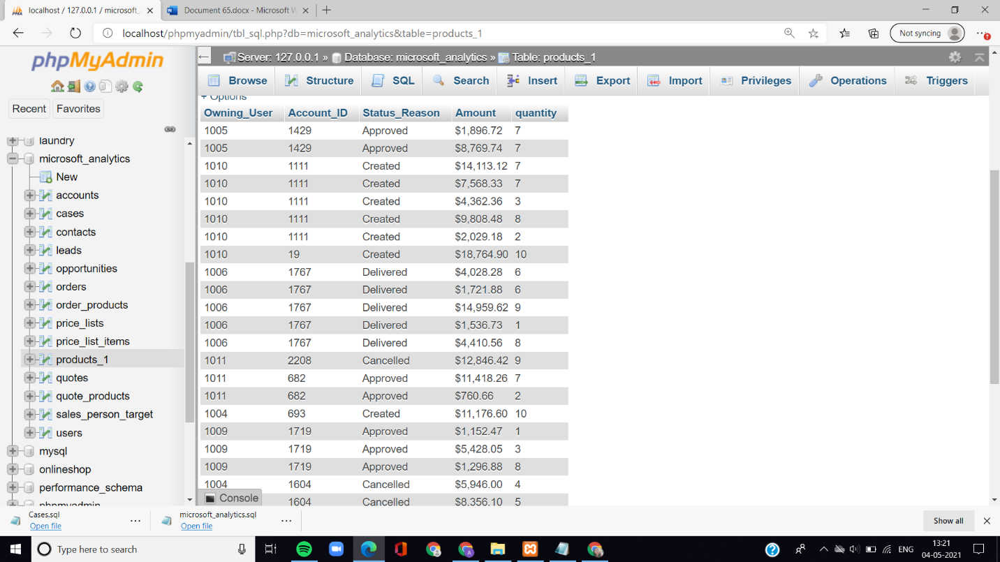 localhost / 127.0.0.1 / microsoft_
Document 65.docx - Microsoft W
localhost/phpmyadmin/tbl_sql.php?db=microsoft_analytics&table=products_1
Not syncing
phpMyAdmin
Recent Favorites
laundry
microsoft_analytics
New
accounts
cases
contacts
leads
opportunities
orders
order_products
price_lists
price_list_items
products_1
quotes
quote_products
sales_person_target
users
mysql
onlineshop
performance_schema
phpmyadmin
Server: 127.0.0.1 » Database: microsoft_analytics » Table: products_1
Browse Structure SQL Search Insert Export Import Privileges Operations Triggers
+ Options
Owning_User Account_ID Status_Reason Amount quantity
1005 1429 Approved $1,896.72 7
1005 1429 Approved $8,769.74 7
1010 1111 Created $14,113.12 7
1010 1111 Created $7,568.33 7
1010 1111 Created $4,362.36 3
1010 1111 Created $9,808.48 8
1010 1111 Created $2,029.18 2
1010 19 Created $18,764.90 10
1006 1767 Delivered $4,028.28 6
1006 1767 Delivered $1,721.88 6
1006 1767 Delivered $14,959.62 9
1006 1767 Delivered $1,536.73 1
1006 1767 Delivered $4,410.56 8
1011 2208 Cancelled $12,846.42 9
1011 682 Approved $11,418.26 7
1011 682 Approved $760.66 2
1004 693 Created $11,176.60 10
1009 1719 Approved $1,152.47 1
1009 1719 Approved $5,428.05 3
1009 1719 Approved $1,296.88 8
1004 1604 Cancelled $5,946.00 4
1604 Cancelled $8,356.10 5
Console
Cases.sql
Open file
microsoft_analytics.sql
Open file
Show all
Type here to search
ENG
13:21
04-05-2021